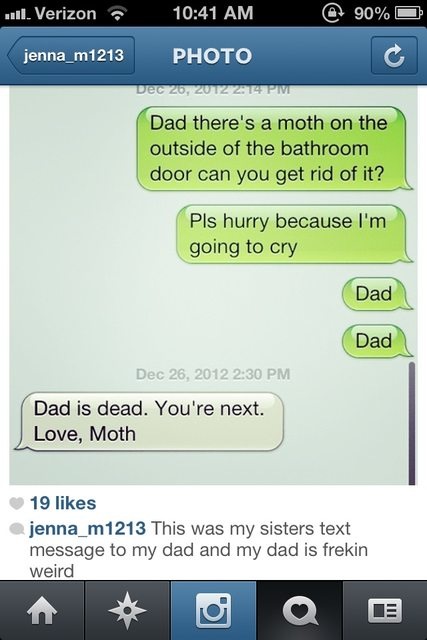 Verizon 10:41 AM 90%
jenna_m1213 PHOTO
Dec 26, 2012 2:14 PM
Dad there's a moth on the
outside of the bathroom
door can you get rid of it?
Pls hurry because I'm
going to cry
Dad
Dad
Dec 26, 2012 2:30 PM
Dad is dead. You're next.
Love, Moth
19 likes
jenna_m1213 This was my sisters text
message to my dad and my dad is frekin
weird